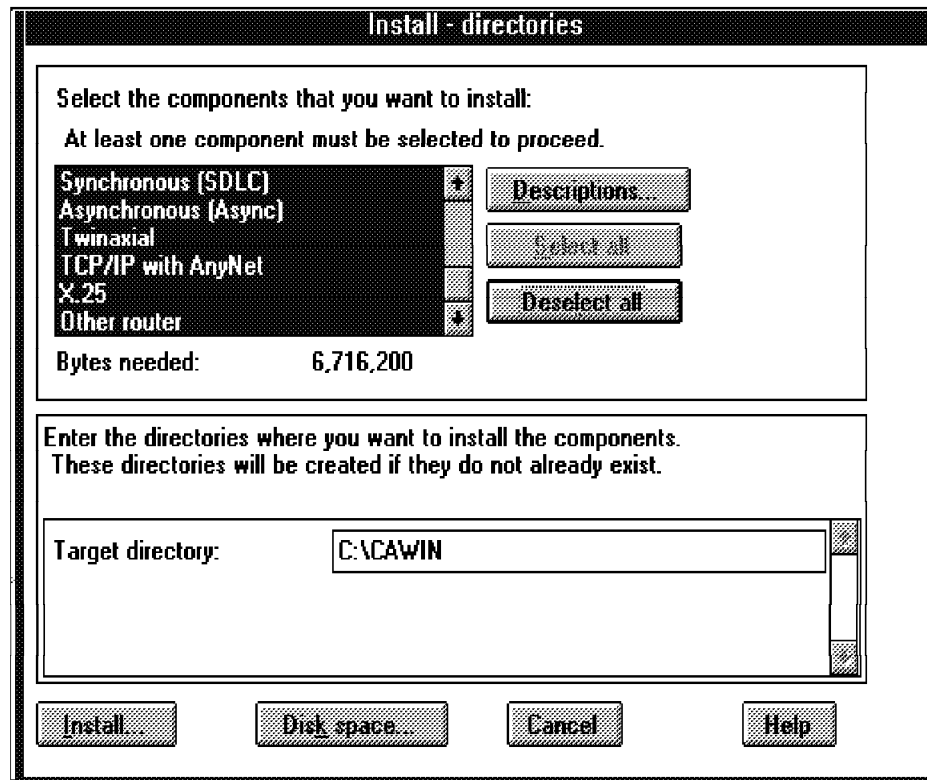 Install - directories
Select the components that you want to install:
At least one component must be selected to proceed.
Synchronous (SDLC)
Asynchronous (Async)
Twinaxial
TCP/IP with AnyNet
X.25
Other router
Descriptions...
Select all
Deselect all
Bytes needed: 6,716,200
Enter the directories where you want to install the components.
These directories will be created if they do not already exist.
Target directory: C:\CAWIN
Install... Disk space... Cancel Help